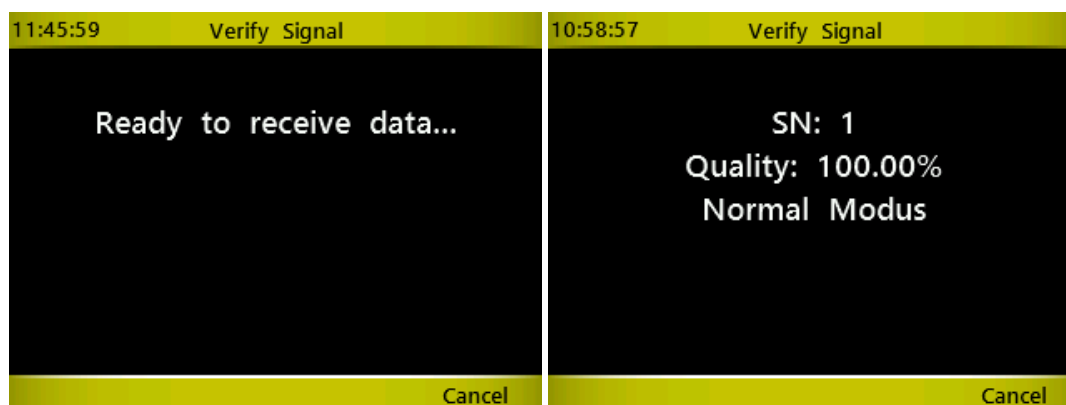 11:45:59 Verify Signal
Ready to receive data...
Cancel
10:58:57 Verify Signal
SN: 1
Quality: 100.00%
Normal Modus
Cancel